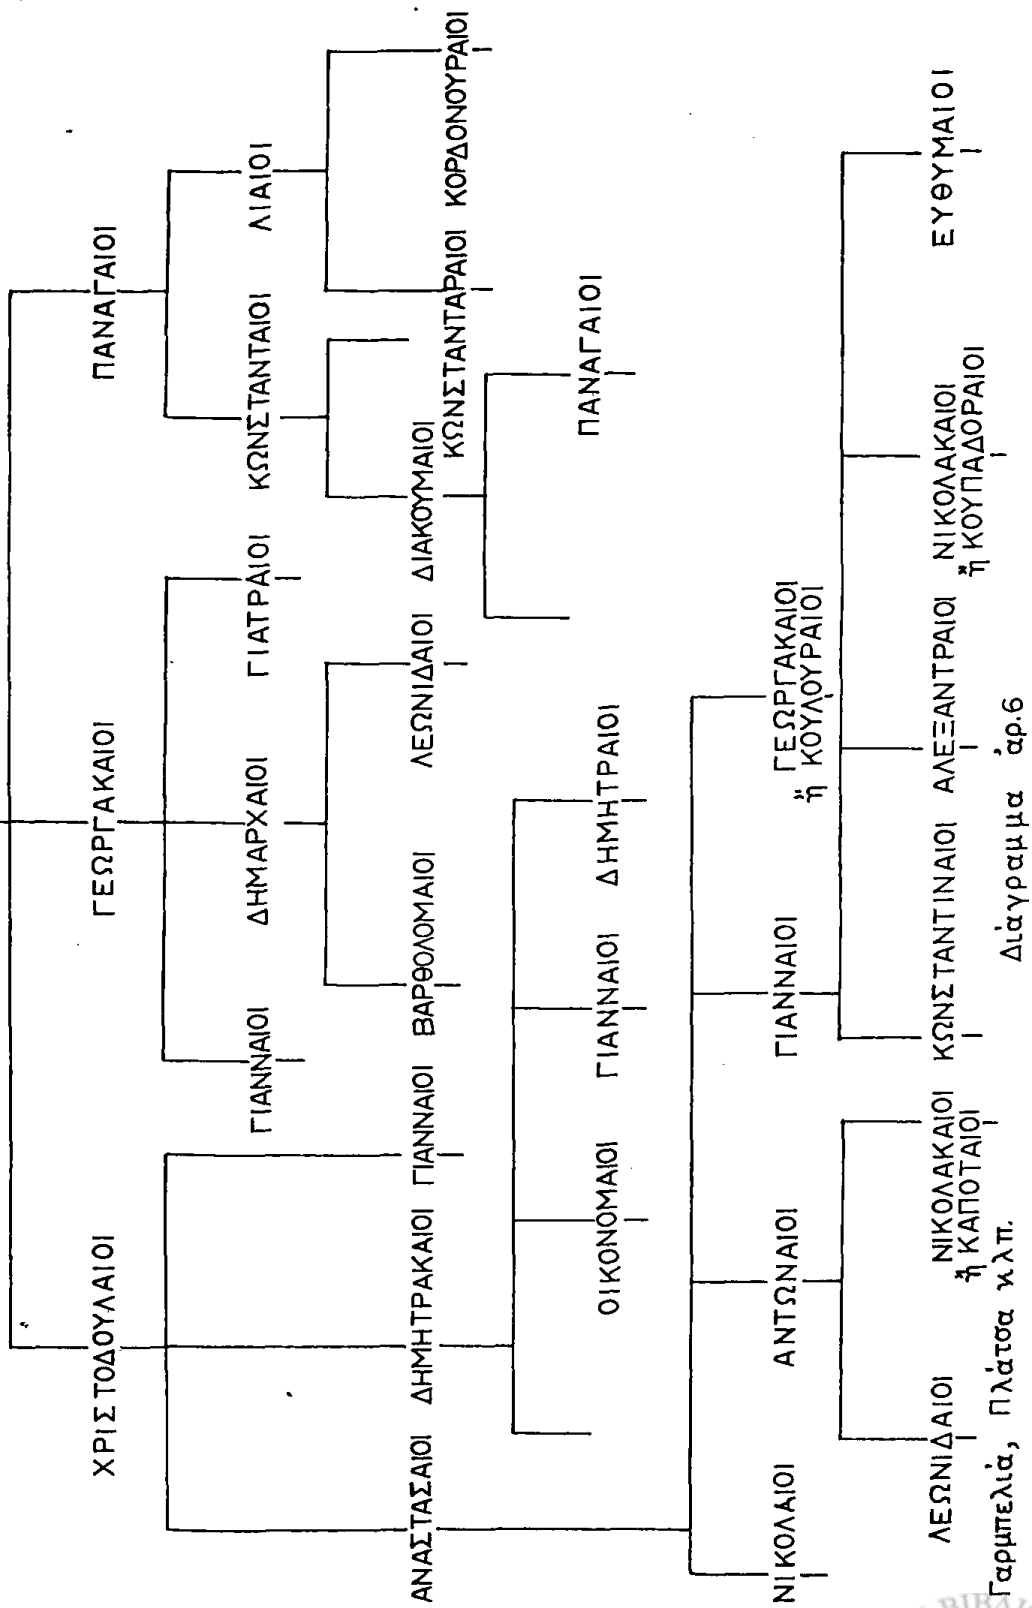 ΧΡΙΣΤΟΔΟΥΛΑΙΟΙ ΓΕΩΡΓΑΚΑΙΟΙ ΠΑΝΑΓΑΙΟΙ
ΓΙΑΝΝΑΙΟΙ ΔΗΜΑΡΧΑΙΟΙ ΓΙΑΤΡΑΙΟΙ ΚΩΝΣΤΑΝΤΑΙΟΙ ΛΙΑΙΟΙ
ΑΝΑΣΤΑΣΑΙΟΙ ΔΗΜΗΤΡΑΚΑΙΟΙ ΓΙΑΝΝΑΙΟΙ ΒΑΡΘΟΛΟΜΑΙΟΙ ΛΕΩΝΙΔΑΙΟΙ ΔΙΑΚΟΥΜΑΙΟΙ
ΚΩΝΣΤΑΝΤΑΡΑΙΟΙ ΚΟΡΔΟΝΟΥΡΑΙΟΙ
ΟΙΚΟΝΟΜΑΙΟΙ ΓΙΑΝΝΑΙΟΙ ΔΗΜΗΤΡΑΙΟΙ ΠΑΝΑΓΑΙΟΙ
ΝΙΚΟΛΑΙΟΙ ΑΝΤΩΝΑΙΟΙ ΓΙΑΝΝΑΙΟΙ ΓΕΩΡΓΑΚΑΙΟΙ
ἤ ΚΟΥΛΟΥΡΑΙΟΙ
ΛΕΩΝΙΔΑΙΟΙ ΝΙΚΟΛΑΚΑΙΟΙ ΚΩΝΣΤΑΝΤΙΝΑΙΟΙ ΑΛΕΞΑΝΤΡΑΙΟΙ ΝΙΚΟΛΑΚΑΙΟΙ ΕΥΘΥΜΑΙΟΙ
ἤ ΚΑΠΟΤΑΙΟΙ ἤ ΚΟΥΠΑΔΟΡΑΙΟΙ
Γαρμπελιά, Πλάτσα κλπ. Διάγραμμα ἀρ.6